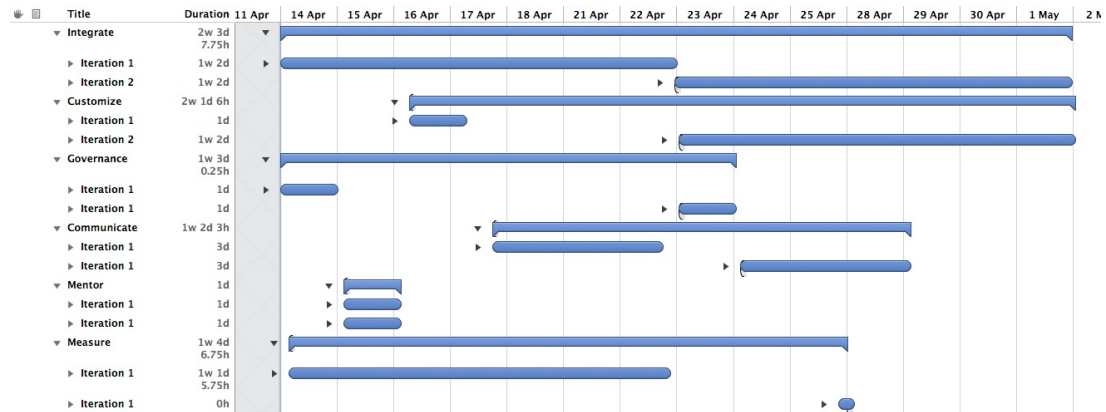 Title Duration 11 Apr 14 Apr 15 Apr 16 Apr 17 Apr 18 Apr 21 Apr 22 Apr 23 Apr 24 Apr 25 Apr 28 Apr 29 Apr 30 Apr 1 May 2 M
Integrate 2w 3d
7.75h
Iteration 1 1w 2d
Iteration 2 1w 2d
Customize 2w 1d 6h
Iteration 1 1d
Iteration 2 1w 2d
Governance 1w 3d
0.25h
Iteration 1 1d
Iteration 1 1d
Communicate 1w 2d 3h
Iteration 1 3d
Iteration 1 3d
Mentor 1d
Iteration 1 1d
Iteration 1 1d
Measure 1w 4d
6.75h
Iteration 1 1w 1d
5.75h
Iteration 1 0h